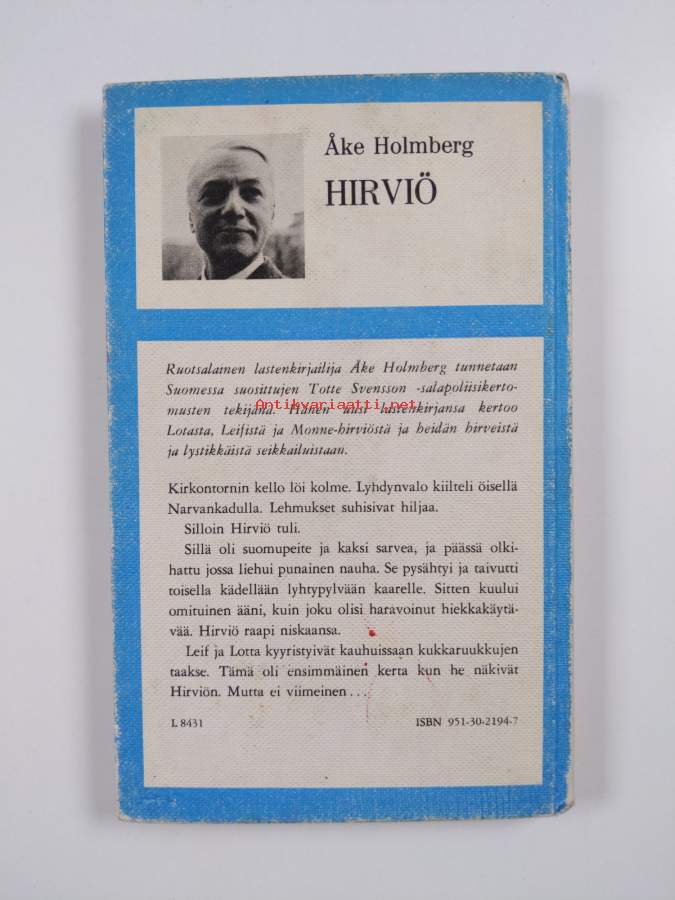 Åke Holmberg
HIRVIÖ
Ruotsalainen lastenkirjailija Åke Holmberg tunnetaan
Suomessa suosittujen Totte Svensson -salapoliisikerto-
musten tekijänä. Hänen uusi lastenkirjansa kertoo
Antikvariaatti.net
Lotasta, Leifistä ja Monne-hirviöstä ja heidän hirveistä
ja lystikkäistä seikkailuistaan.
Kirkontornin kello löi kolme. Lyhdynvalo kiilteli öisellä
Narvankadulla. Lehmukset suhisivat hiljaa.
Silloin Hirviö tuli.
Sillä oli suomupeite ja kaksi sarvea, ja päässä olki-
hattu jossa liehui punainen nauha. Se pysähtyi ja taivutti
toisella kädellään lyhtypylvään kaarelle. Sitten kuului
omituinen ääni, kuin joku olisi haravoinut hiekkakäytä-
vää. Hirviö raapi niskaansa.
Leif ja Lotta kyyristyivät kauhuissaan kukkaruukkujen
taakse. Tämä oli ensimmäinen kerta kun he näkivät
Hirviön. Mutta ei viimeinen...
L 8431
ISBN 951-30-2194-7